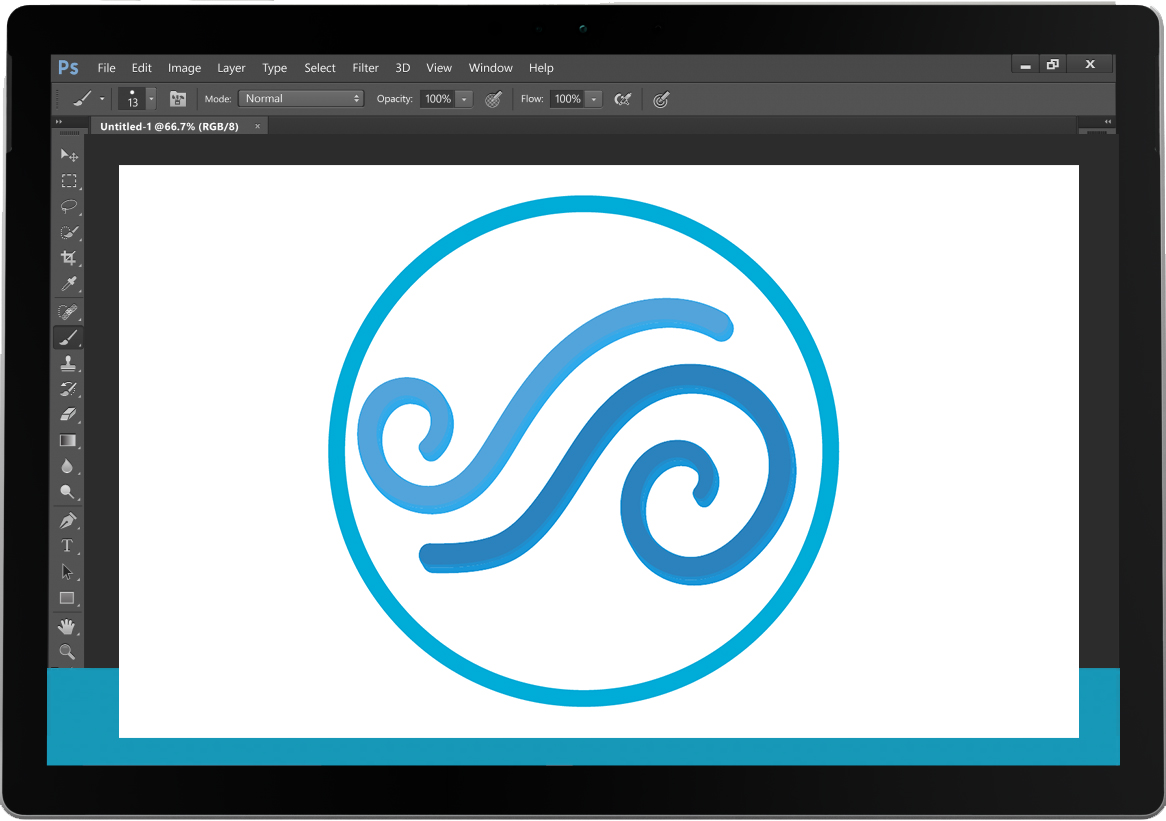 Ps File Edit Image Layer Type Select Filter 3D View Window Help X
13 Mode: Normal Opacity: 100% Flow: 100%
Untitled-1 @66.7% (RGB/8) ×
T